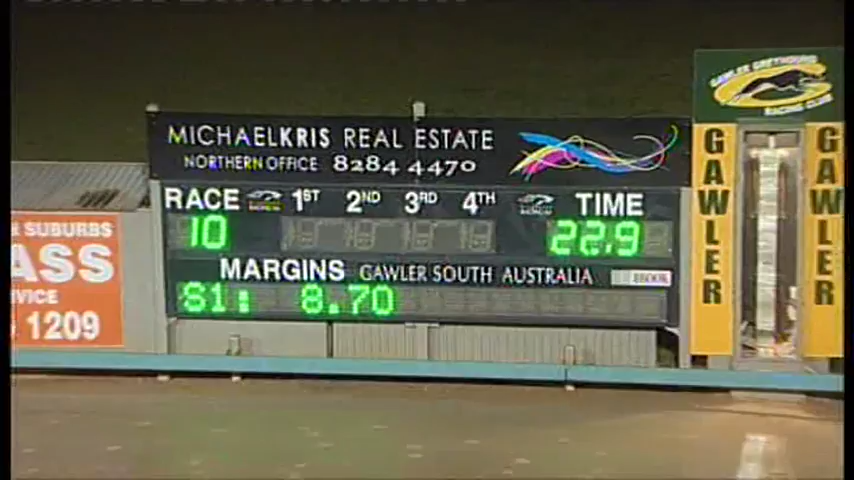 GAWLER GREYHOUND
RACING CLUB
MICHAELKRIS REAL ESTATE
NORTHERN OFFICE 8284 4470
RACE 1ST 2ND 3RD 4TH TIME
10 22.9
MARGINS GAWLER SOUTH AUSTRALIA
S1: 8.70
SUBURBS
ASS
VICE
1209
GAWLER
GAWLER